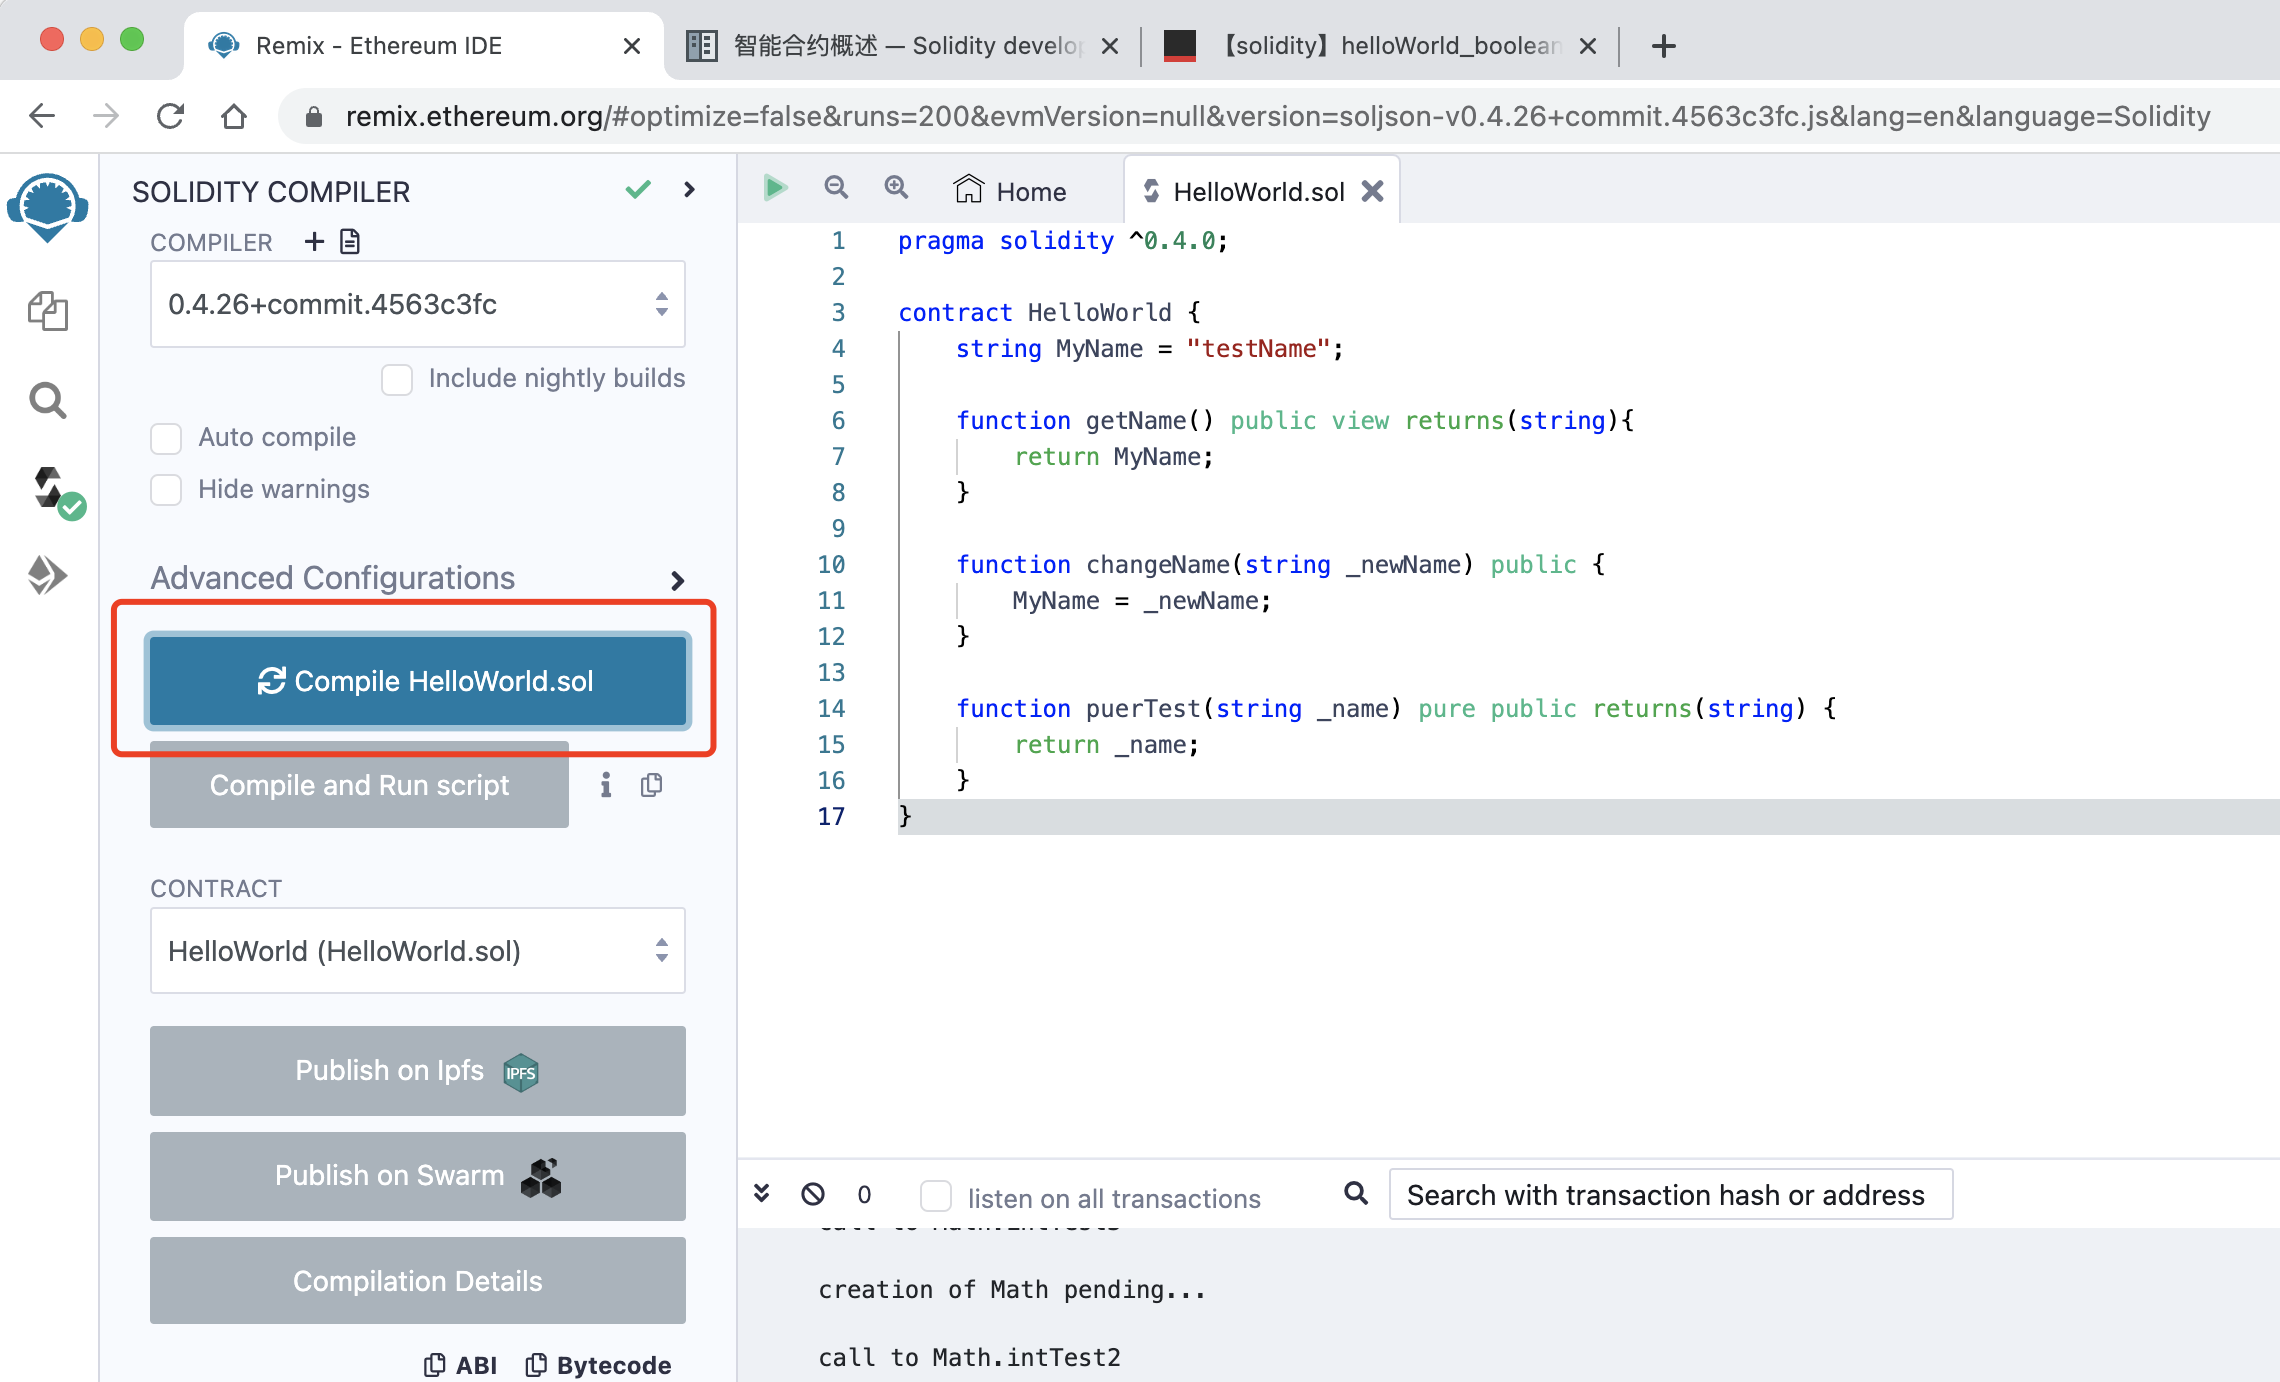 Remix - Ethereum IDE
智能合约概述 — Solidity develop
【solidity】helloWorld_boolean
remix.ethereum.org/#optimize=false&runs=200&evmVersion=null&version=soljson-v0.4.26+commit.4563c3fc.js&lang=en&language=Solidity
SOLIDITY COMPILER
COMPILER
0.4.26+commit.4563c3fc
Include nightly builds
Auto compile
Hide warnings
Advanced Configurations
Compile HelloWorld.sol
Compile and Run script
CONTRACT
HelloWorld (HelloWorld.sol)
Publish on Ipfs IPFS
Publish on Swarm
Compilation Details
ABI Bytecode
Home HelloWorld.sol
1 pragma solidity ^0.4.0;
2
3 contract HelloWorld {
4 string MyName = "testName";
5
6 function getName() public view returns(string){
7 return MyName;
8 }
9
10 function changeName(string _newName) public {
11 MyName = _newName;
12 }
13
14 function puerTest(string _name) pure public returns(string) {
15 return _name;
16 }
17 }
0 listen on all transactions Search with transaction hash or address
creation of Math pending...
call to Math.intTest2